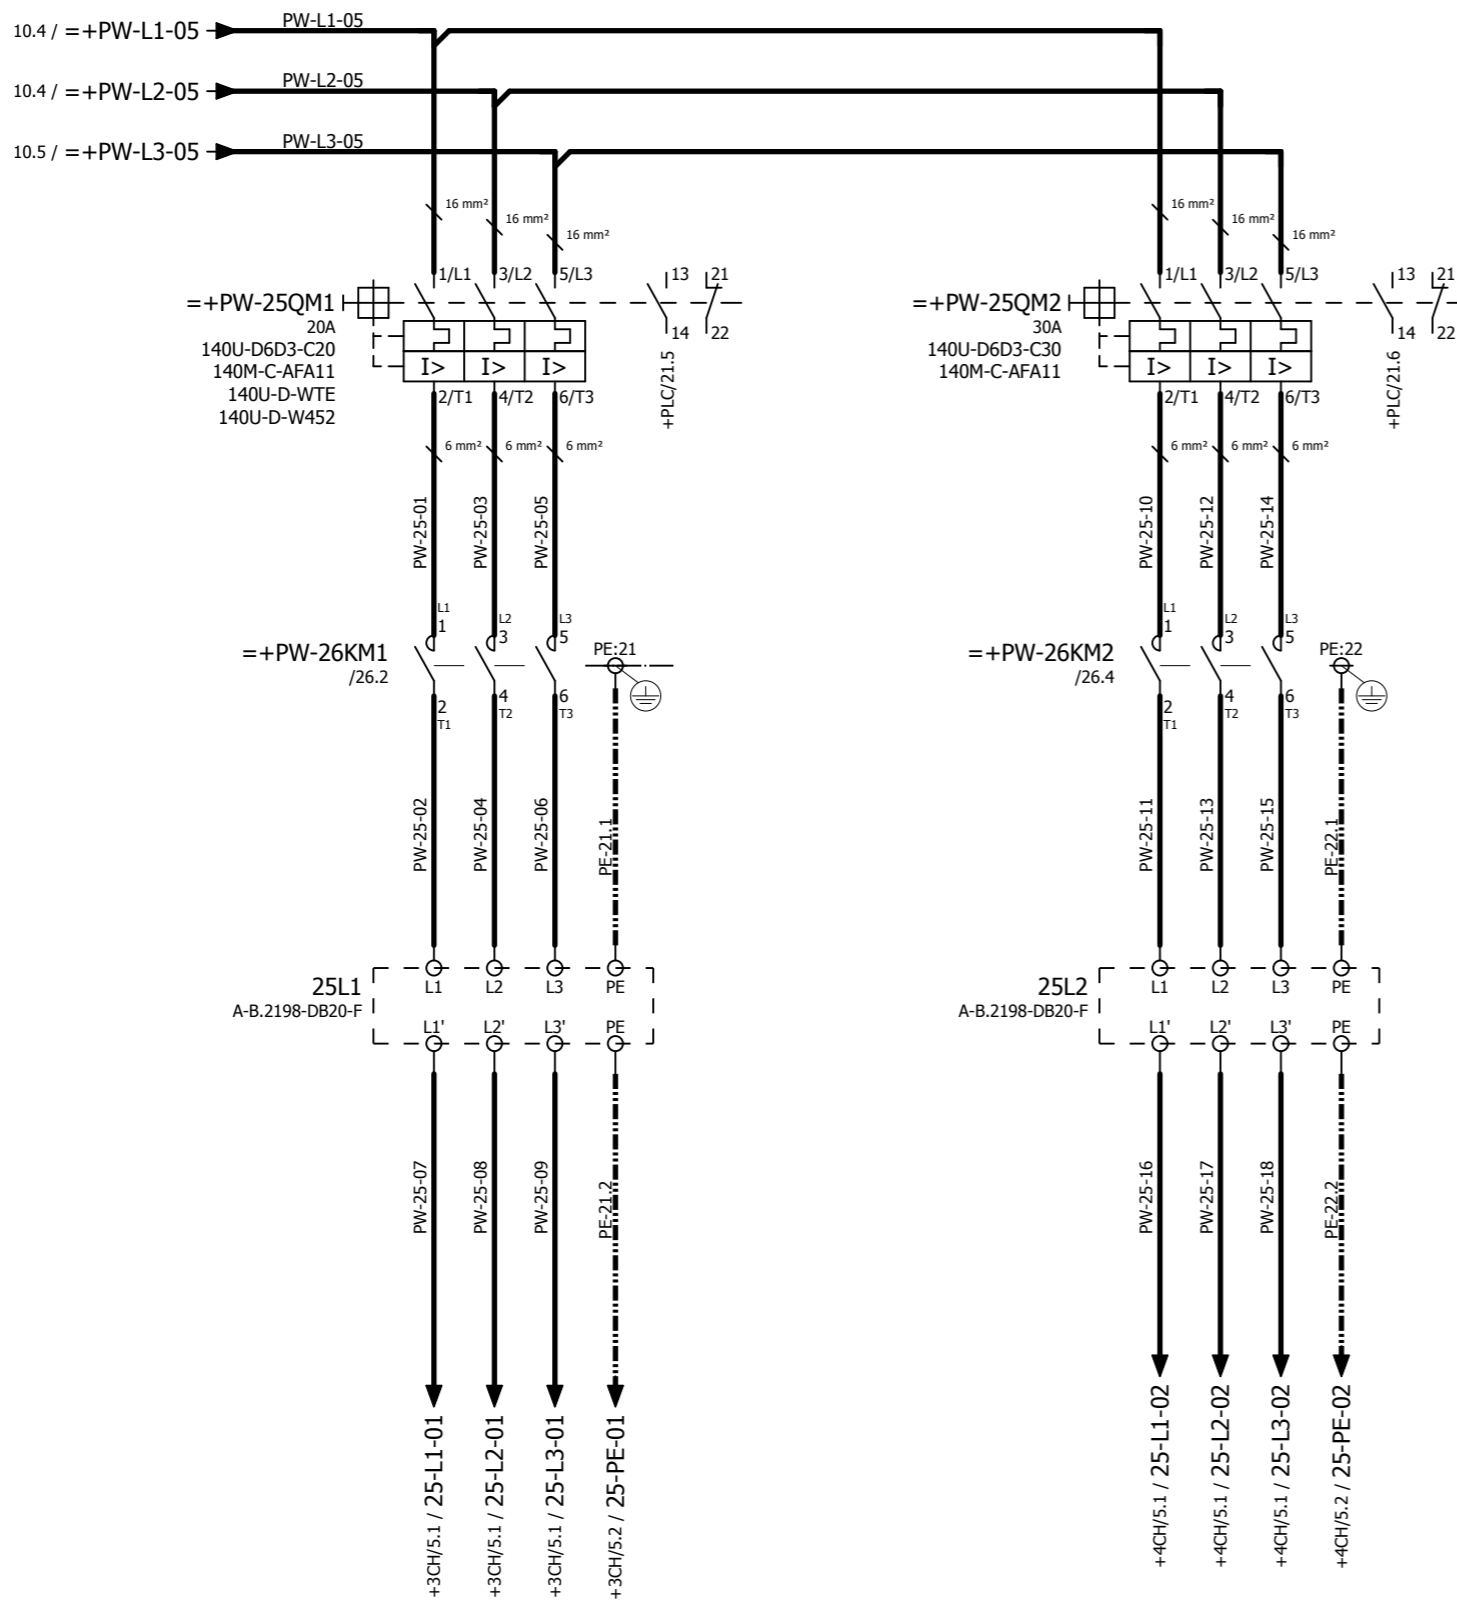 10.4 / =+PW-L1-05 PW-L1-05
10.4 / =+PW-L2-05 PW-L2-05
10.5 / =+PW-L3-05 PW-L3-05
16 mm² 16 mm² 16 mm²
16 mm² 16 mm² 16 mm²
1/L1 3/L2 5/L3 13 21
=+PW-25QM1
20A
140U-D6D3-C20
140M-C-AFA11
140U-D-WTE
140U-D-W452
I> I> I>
14 22
2/T1 4/T2 6/T3
+PLC/21.5
1/L1 3/L2 5/L3 13 21
=+PW-25QM2
30A
140U-D6D3-C30
140M-C-AFA11
I> I> I>
14 22
2/T1 4/T2 6/T3
+PLC/21.6
6 mm² 6 mm² 6 mm²
6 mm² 6 mm² 6 mm²
PW-25-01
PW-25-03
PW-25-05
PW-25-10
PW-25-12
PW-25-14
L1 L2 L3
1 3 5
=+PW-26KM1
/26.2
2 4 6
T1 T2 T3
PE:21
L1 L2 L3
1 3 5
=+PW-26KM2
/26.4
2 4 6
T1 T2 T3
PE:22
PW-25-02
PW-25-04
PW-25-06
PE-21.1
PW-25-11
PW-25-13
PW-25-15
PE-22.1
25L1
A-B.2198-DB20-F
L1 L2 L3 PE
L1' L2' L3' PE
25L2
A-B.2198-DB20-F
L1 L2 L3 PE
L1' L2' L3' PE
PW-25-07
PW-25-08
PW-25-09
PE-21.2
PW-25-16
PW-25-17
PW-25-18
PE-22.2
+3CH/5.1 / 25-L1-01
+3CH/5.1 / 25-L2-01
+3CH/5.1 / 25-L3-01
+3CH/5.2 / 25-PE-01
+4CH/5.1 / 25-L1-02
+4CH/5.1 / 25-L2-02
+4CH/5.1 / 25-L3-02
+4CH/5.2 / 25-PE-02